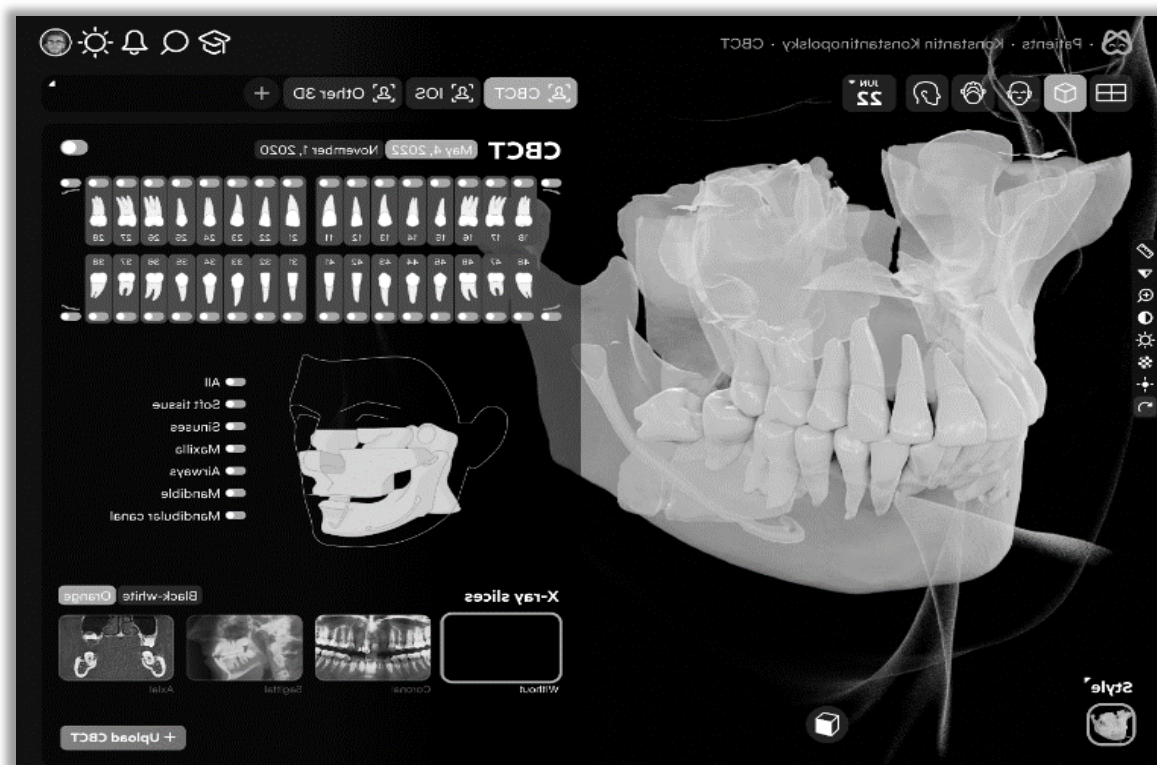 · Patients · Konstantin Konstantinopolsky · CBCT
JUN
22
CBCT IOS Other 3D +
CBCT May 4, 2022 November 1, 2020
18 17 16 15 14 13 12 11 21 22 23 24 25 26 27 28
48 47 46 45 44 43 42 41 31 32 33 34 35 36 37 38
All
Soft tissue
Sinuses
Maxilla
Airways
Mandible
Mandibular canal
X-ray slices Black-white Orange
Without Coronal Sagittal Axial
Style
+ Upload CBCT